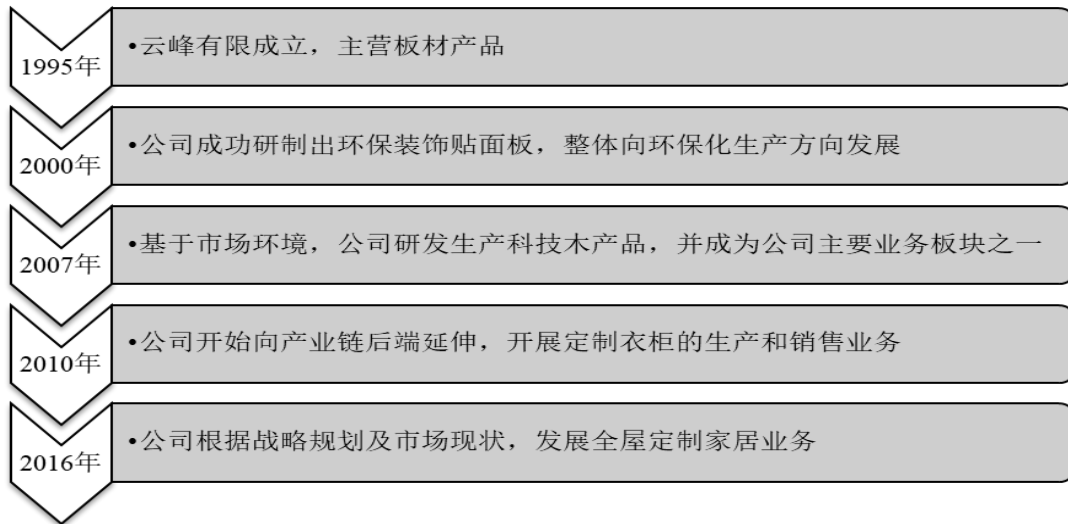 1995年
•云峰有限成立，主营板材产品
2000年
•公司成功研制出环保装饰贴面板，整体向环保化生产方向发展
2007年
•基于市场环境，公司研发生产科技木产品，并成为公司主要业务板块之一
2010年
•公司开始向产业链后端延伸，开展定制衣柜的生产和销售业务
2016年
•公司根据战略规划及市场现状，发展全屋定制家居业务